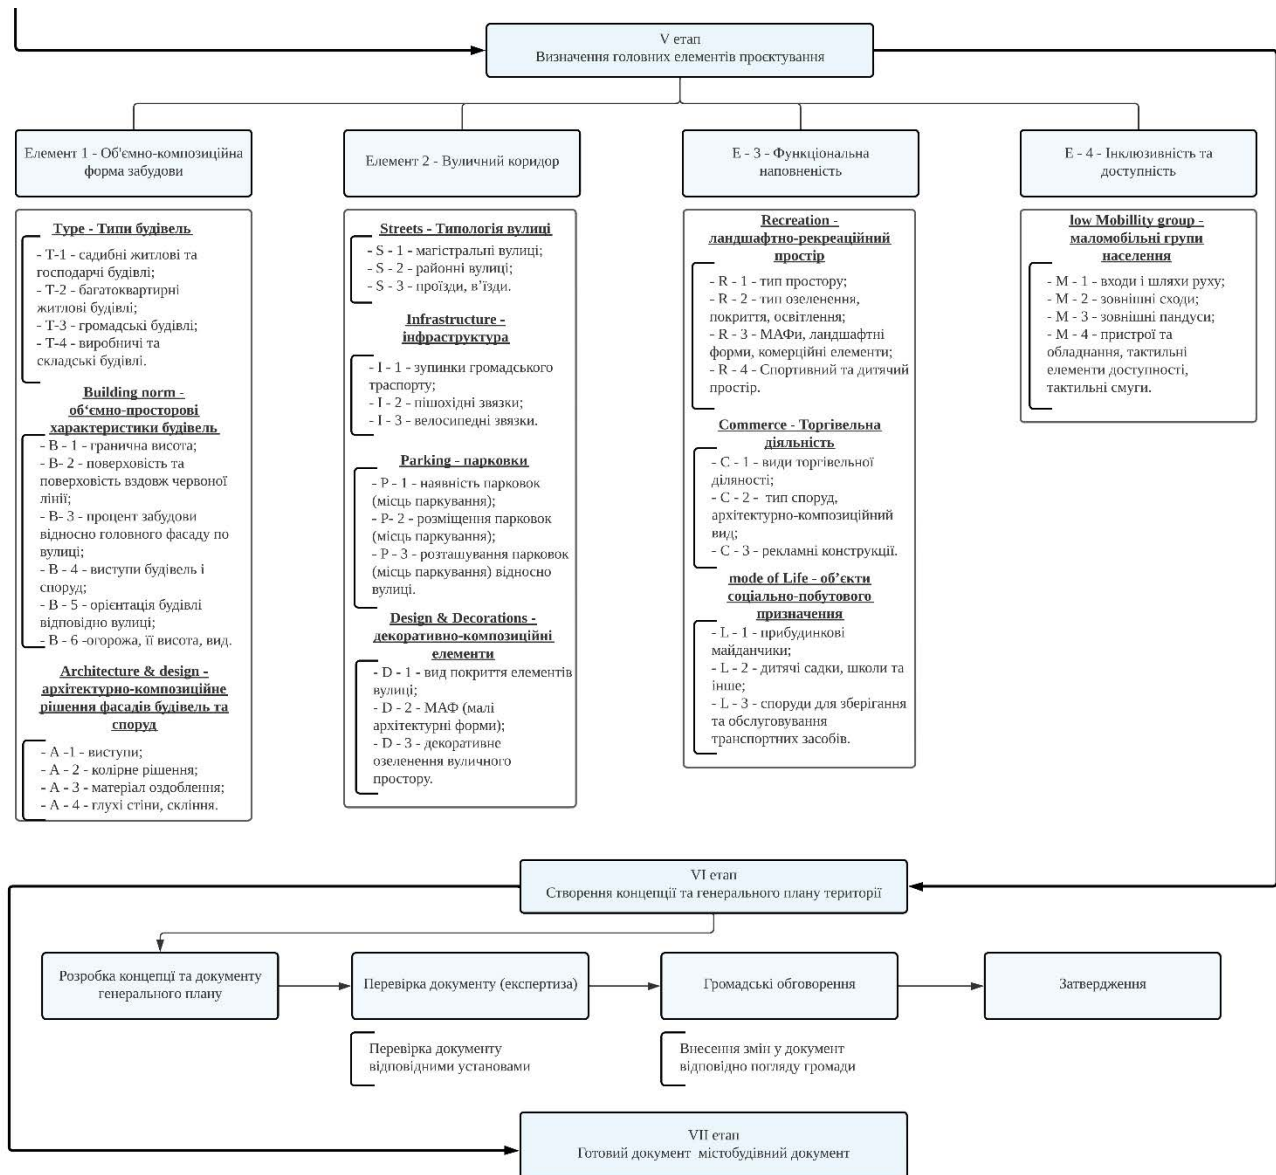 V етап
Визначення головних елементів проєктування
Елемент 1 - Об'ємно-композиційна
форма забудови
Елемент 2 - Вуличний коридор
Е - 3 - Функціональна
наповненість
Е - 4 - Інклюзивність та
доступність
Type - Типи будівель
- Т-1 - садибні житлові та
господарчі будівлі;
- Т-2 - багатоквартирні
житлові будівлі;
- Т-3 - громадські будівлі;
- Т-4 - виробничі та
складські будівлі.
Building norm -
об‘ємно-просторові
характеристики будівель
- В - 1 - гранична висота;
- В- 2 - поверховість та
поверховість вздовж червоної
лінії;
- В- 3 - процент забудови
відносно головного фасаду по
вулиці;
- В - 4 - виступи будівель і
споруд;
- В - 5 - орієнтація будівлі
відповідно вулиці;
- В - 6 -огорожа, її висота, вид.
Architecture & design -
архітектурно-композиційне
рішення фасадів будівель та
споруд
- А -1 - виступи;
- А - 2 - колірне рішення;
- А - 3 - матеріал оздоблення;
- А - 4 - глухі стіни, скління.
Streets - Типологія вулиці
- S - 1 - магістральні вулиці;
- S - 2 - районні вулиці;
- S - 3 - проїзди, в’їзди.
Infrastructure -
інфраструктура
- I - 1 - зупинки громадського
траспорту;
- I - 2 - пішохідні звязки;
- I - 3 - велосипедні звязки.
Parking - парковки
- P - 1 - наявність парковок
(місць паркування);
- P- 2 - розміщення парковок
(місць паркування);
- P - 3 - розташування парковок
(місць паркування) відносно
вулиці.
Design & Decorations -
декоративно-композиційні
елементи
- D - 1 - вид покриття елементів
вулиці;
- D - 2 - МАФ (малі
архітектурні форми);
- D - 3 - декоративне
озеленення вуличного
простору.
Recreation -
ландшафтно-рекреаційний
простір
- R - 1 - тип простору;
- R - 2 - тип озеленення,
покриття, освітлення;
- R - 3 - МАФи, ландшафтні
форми, комерційні елементи;
- R - 4 - Спортивний та дитячий
простір.
Commerce - Торгівельна
діяльність
- C - 1 - види торгівельної
діляності;
- C - 2 - тип споруд,
архітектурно-композиційний
вид;
- C - 3 - рекламні конструкції.
mode of Life - об’єкти
соціально-побутового
призначення
- L - 1 - прибудинкові
майданчики;
- L - 2 - дитячі садки, школи та
інше;
- L - 3 - споруди для зберігання
та обслуговування
транспортних засобів.
low Mobillity group -
маломобільні групи
населення
- M - 1 - входи і шляхи руху;
- M - 2 - зовнішні сходи;
- M - 3 - зовнішні пандуси;
- M - 4 - пристрої та
обладнання, тактильні
елементи доступності,
тактильні смуги.
VI етап
Створення концепції та генерального плану території
Розробка концепції та документу
генерального плану
Перевірка документу (експертиза)
Громадські обговорення
Затвердження
Перевірка документу
відповідними установами
Внесення змін у документ
відповідно погляду громади
VII етап
Готовий документ містобудівний документ